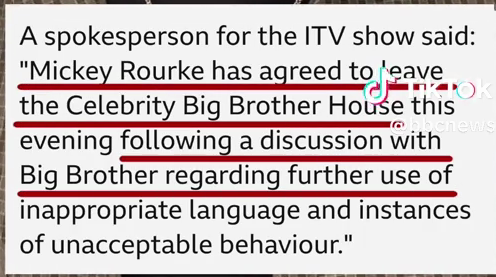 A spokesperson for the ITV show said:
"Mickey Rourke has agreed to leave
the Celebrity Big Brother House this
evening following a discussion with
Big Brother regarding further use of
inappropriate language and instances
of unacceptable behaviour."
TikTok
@bbcnews